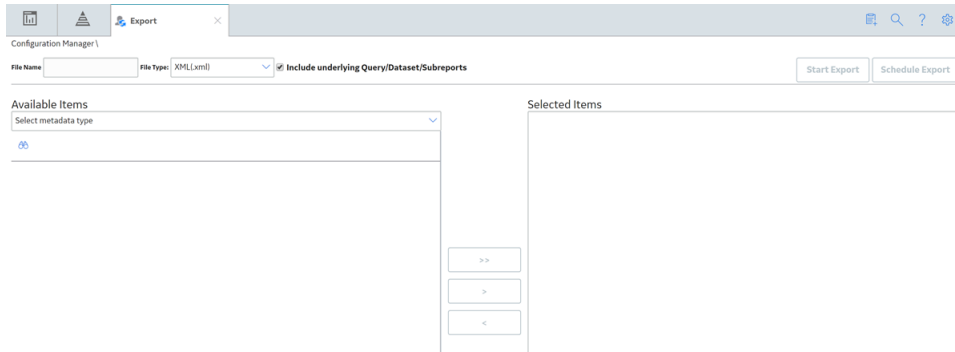 Export
Configuration Manager \
File Name File Type: XML(.xml) Include underlying Query/Dataset/Subreports Start Export Schedule Export
Available Items Selected Items
Select metadata type
>>
>
<